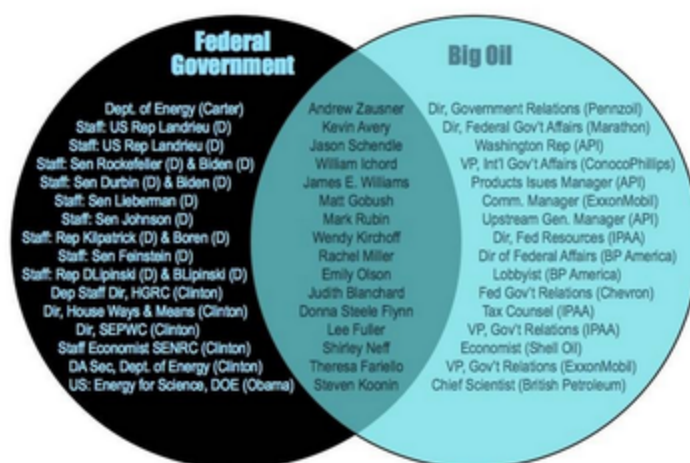 Federal
Government
Big Oil
Dept. of Energy (Carter) Andrew Zausner Dir, Government Relations (Pennzoil)
Staff: US Rep Landrieu (D) Kevin Avery Dir, Federal Gov't Affairs (Marathon)
Staff: US Rep Landrieu (D) Jason Schendle Washington Rep (API)
Staff: Sen Rockefeller (D) & Biden (D) William Ichord VP, Int'l Gov't Affairs (ConocoPhillips)
Staff: Sen Durbin (D) & Biden (D) James E. Williams Products Isues Manager (API)
Staff: Sen Lieberman (D) Matt Gobush Comm. Manager (ExxonMobil)
Staff: Sen Johnson (D) Mark Rubin Upstream Gen. Manager (API)
Staff: Rep Kilpatrick (D) & Boren (D) Wendy Kirchoff Dir, Fed Resources (IPAA)
Staff: Sen Feinstein (D) Rachel Miller Dir of Federal Affairs (BP America)
Staff: Rep DLipinski (D) & BLipinski (D) Emily Olson Lobbyist (BP America)
Dep Staff Dir, HGRC (Clinton) Judith Blanchard Fed Gov't Relations (Chevron)
Dir, House Ways & Means (Clinton) Donna Steele Flynn Tax Counsel (IPAA)
Dir, SEPWC (Clinton) Lee Fuller VP, Gov't Relations (IPAA)
Staff Economist SENRC (Clinton) Shirley Neff Economist (Shell Oil)
DA Sec, Dept. of Energy (Clinton) Theresa Fariello VP, Gov't Relations (ExxonMobil)
US: Energy for Science, DOE (Obama) Steven Koonin Chief Scientist (British Petroleum)